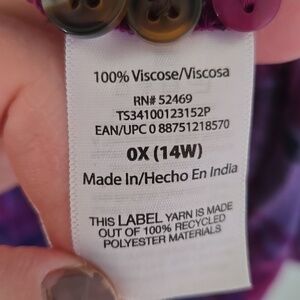 100% Viscose/Viscosa
RN# 52469
TS34100123152P
EAN/UPC 0 88751218570
0X (14W)
Made In/Hecho En India
THIS LABEL YARN IS MADE
OUT OF 100% RECYCLED
POLYESTER MATERIALS